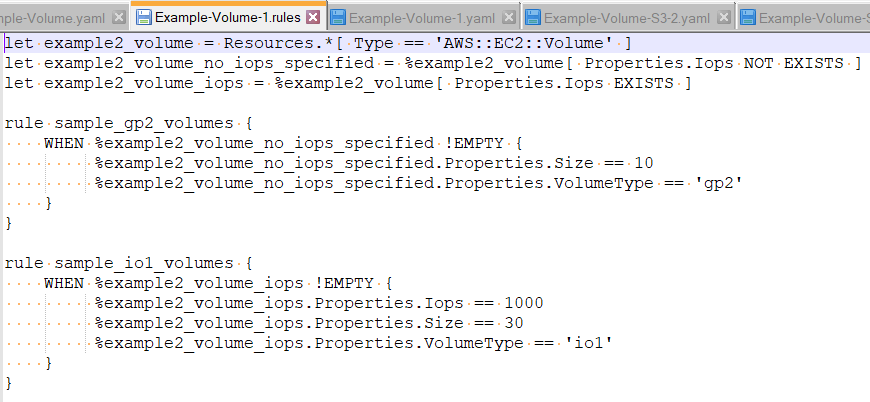 ple-Volume.yaml Example-Volume-1.rules Example-Volume-1.yaml Example-Volume-S3-2.yaml Example-Volume-S
let example2_volume = Resources.*[ Type == 'AWS::EC2::Volume' ]
let example2_volume_no_iops_specified = %example2_volume[ Properties.Iops NOT EXISTS ]
let example2_volume_iops = %example2_volume[ Properties.Iops EXISTS ]
rule sample_gp2_volumes {
WHEN %example2_volume_no_iops_specified !EMPTY {
%example2_volume_no_iops_specified.Properties.Size == 10
%example2_volume_no_iops_specified.Properties.VolumeType == 'gp2'
}
}
rule sample_io1_volumes {
WHEN %example2_volume_iops !EMPTY {
%example2_volume_iops.Properties.Iops == 1000
%example2_volume_iops.Properties.Size == 30
%example2_volume_iops.Properties.VolumeType == 'io1'
}
}